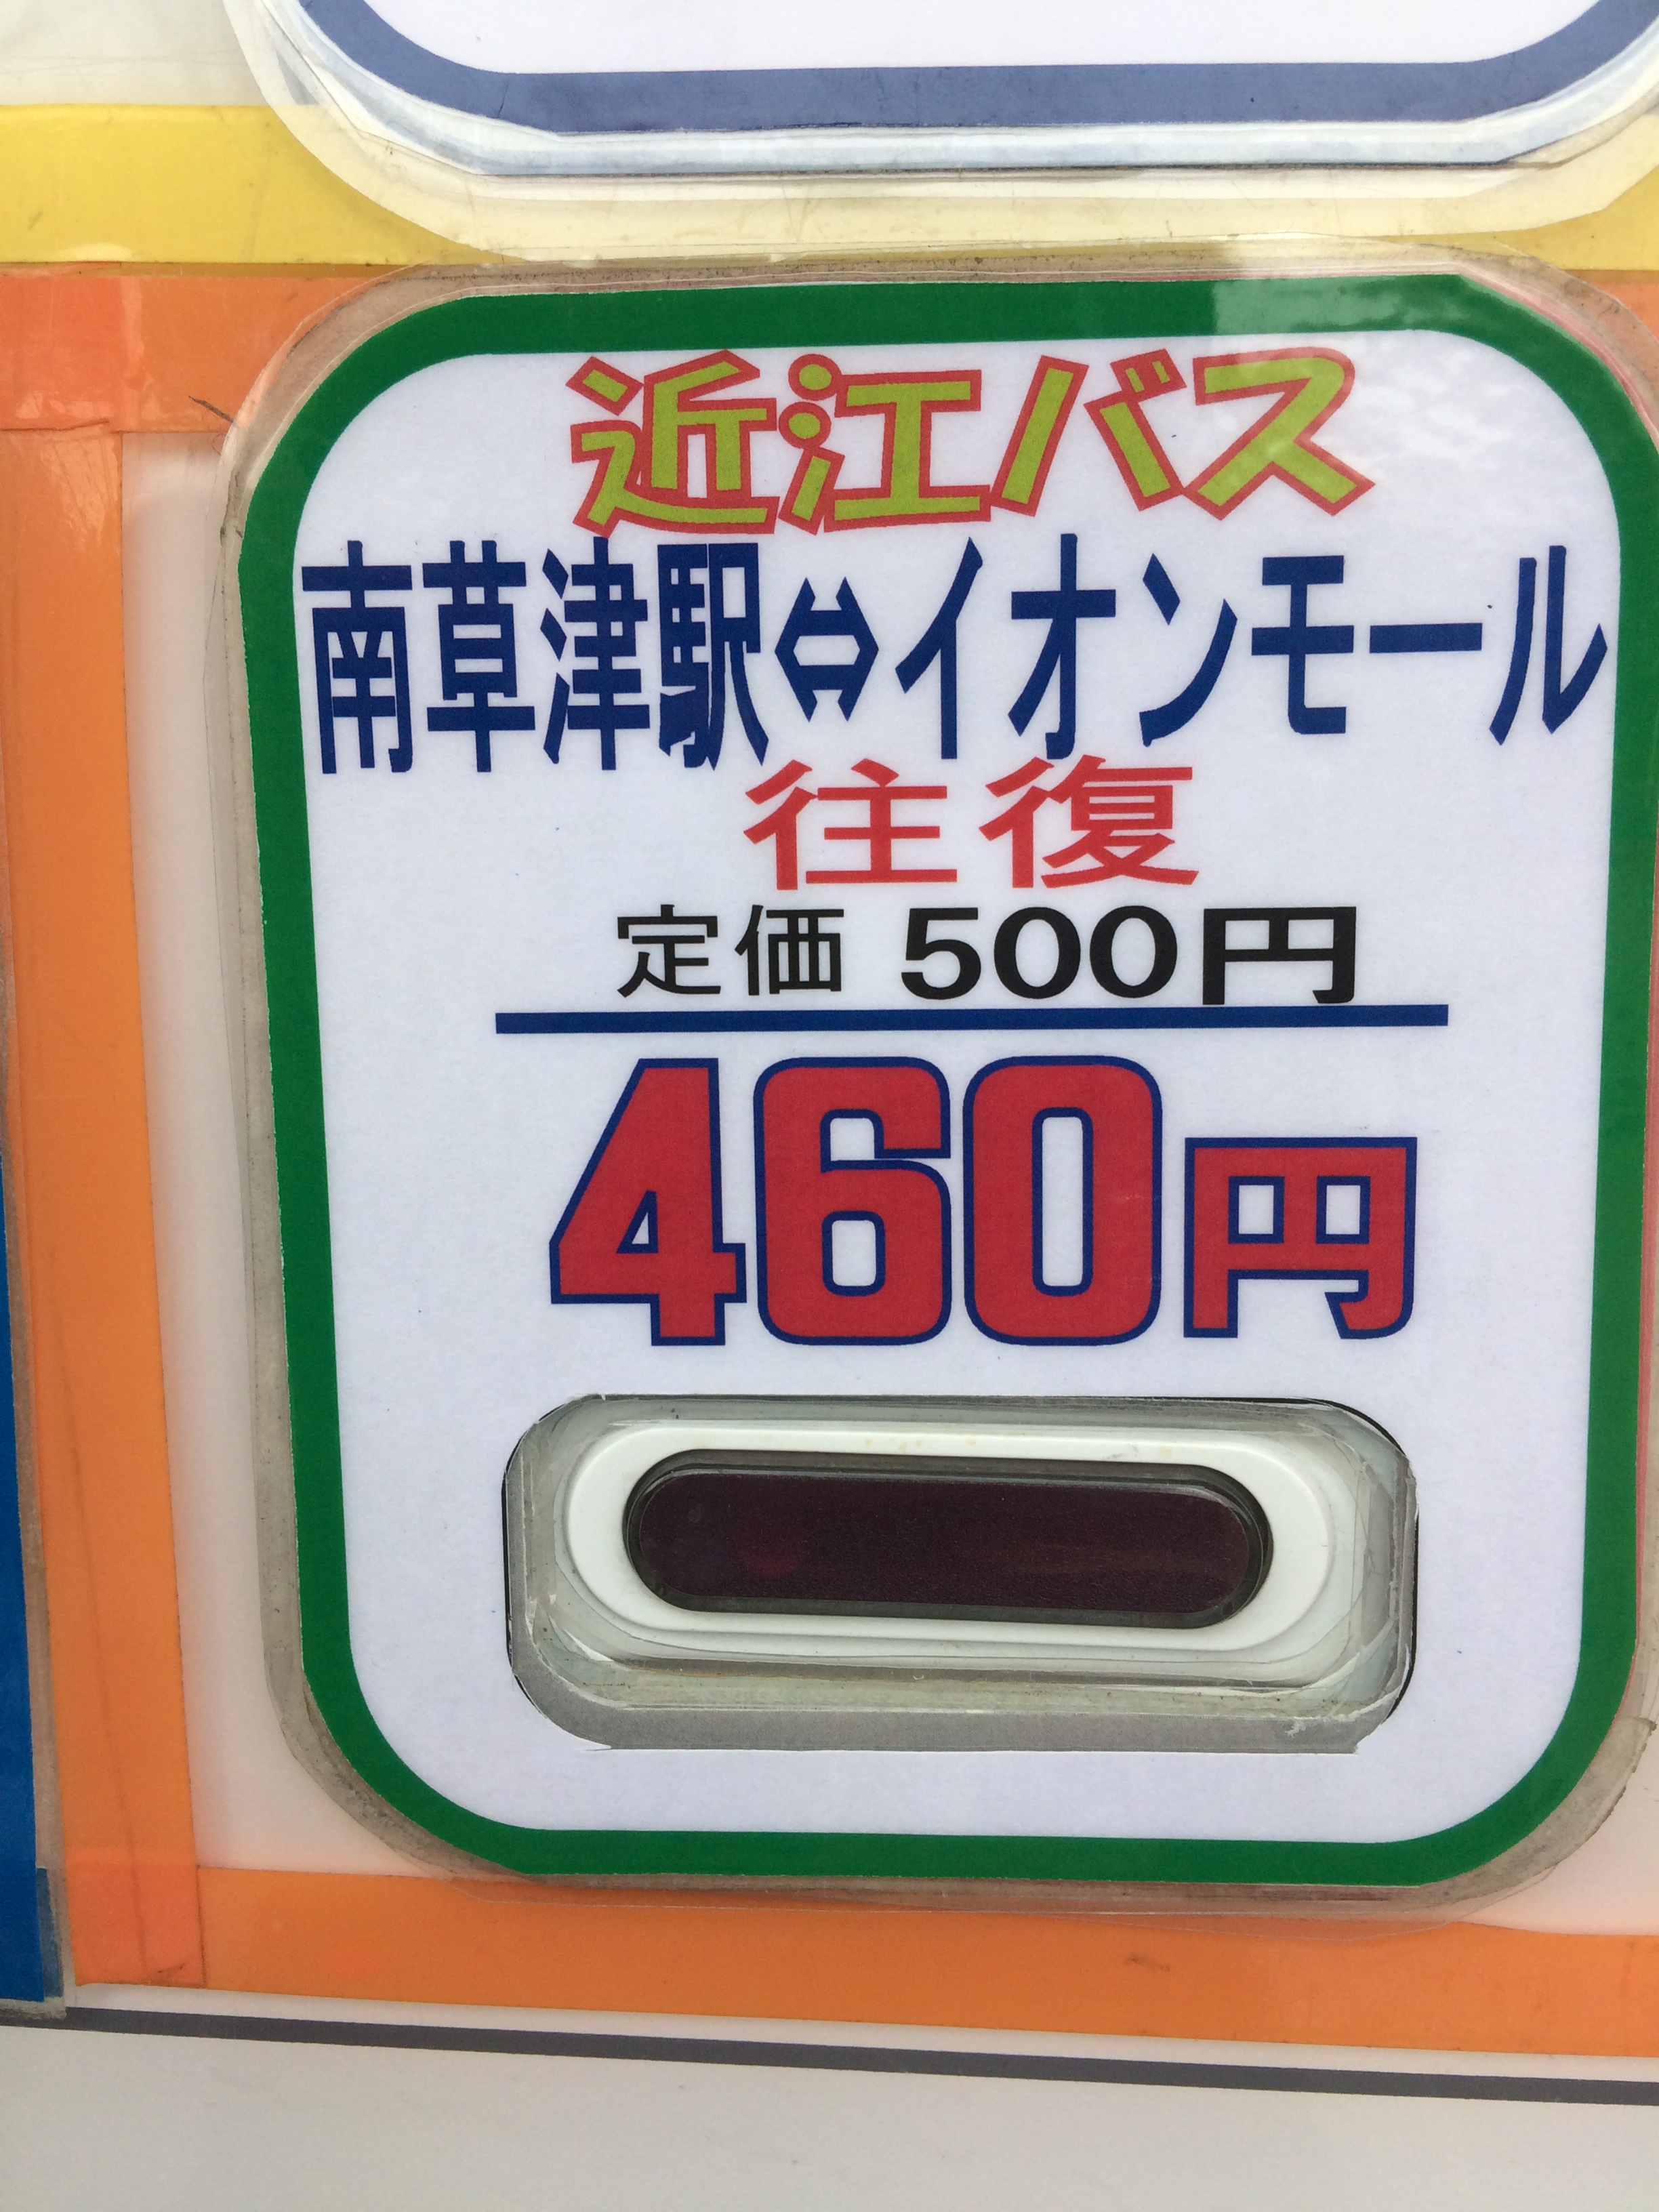 近江バス
南草津駅⇔イオンモール
往復
定価 500円
460円